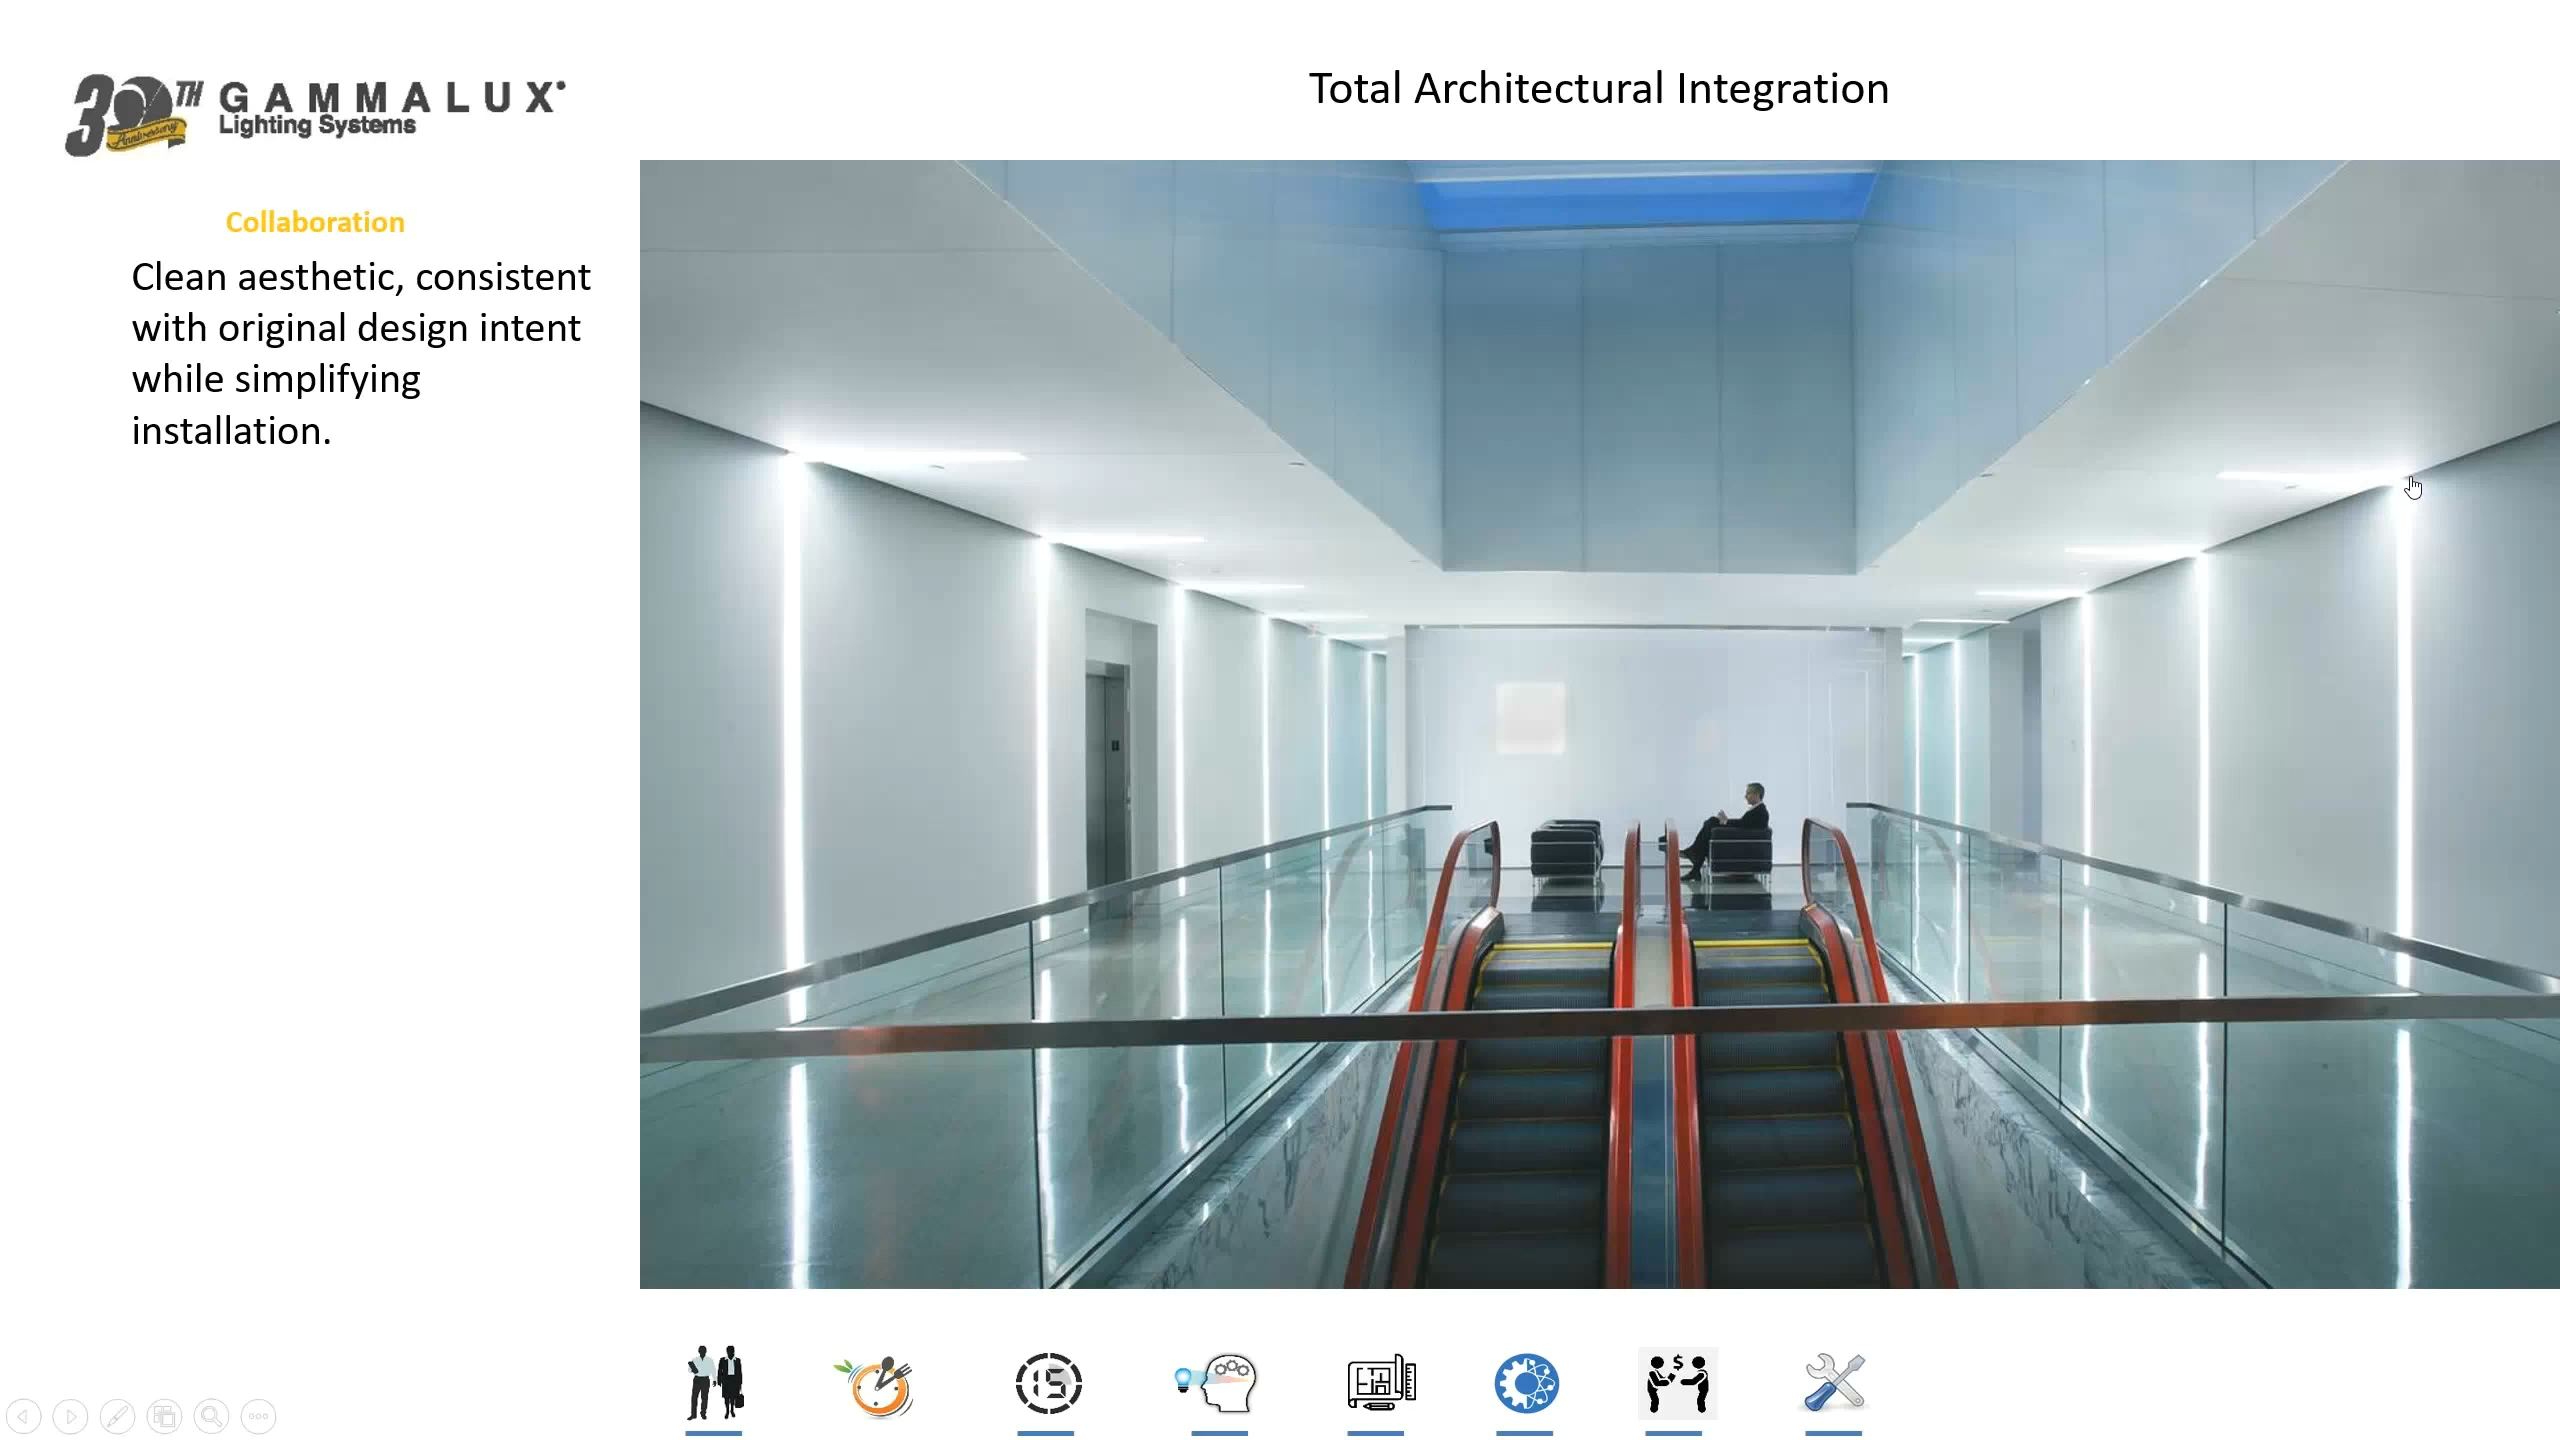 30TH
Anniversary
GAMMALUX
Lighting Systems
Total Architectural Integration
Collaboration
Clean aesthetic, consistent
with original design intent
while simplifying
installation.
15
$